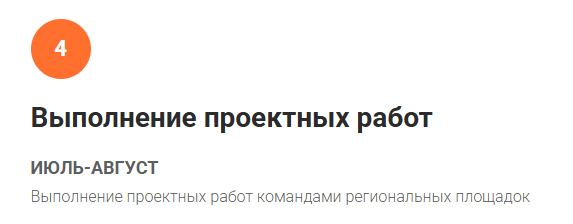 4
Выполнение проектных работ
ИЮЛЬ-АВГУСТ
Выполнение проектных работ командами региональных площадок